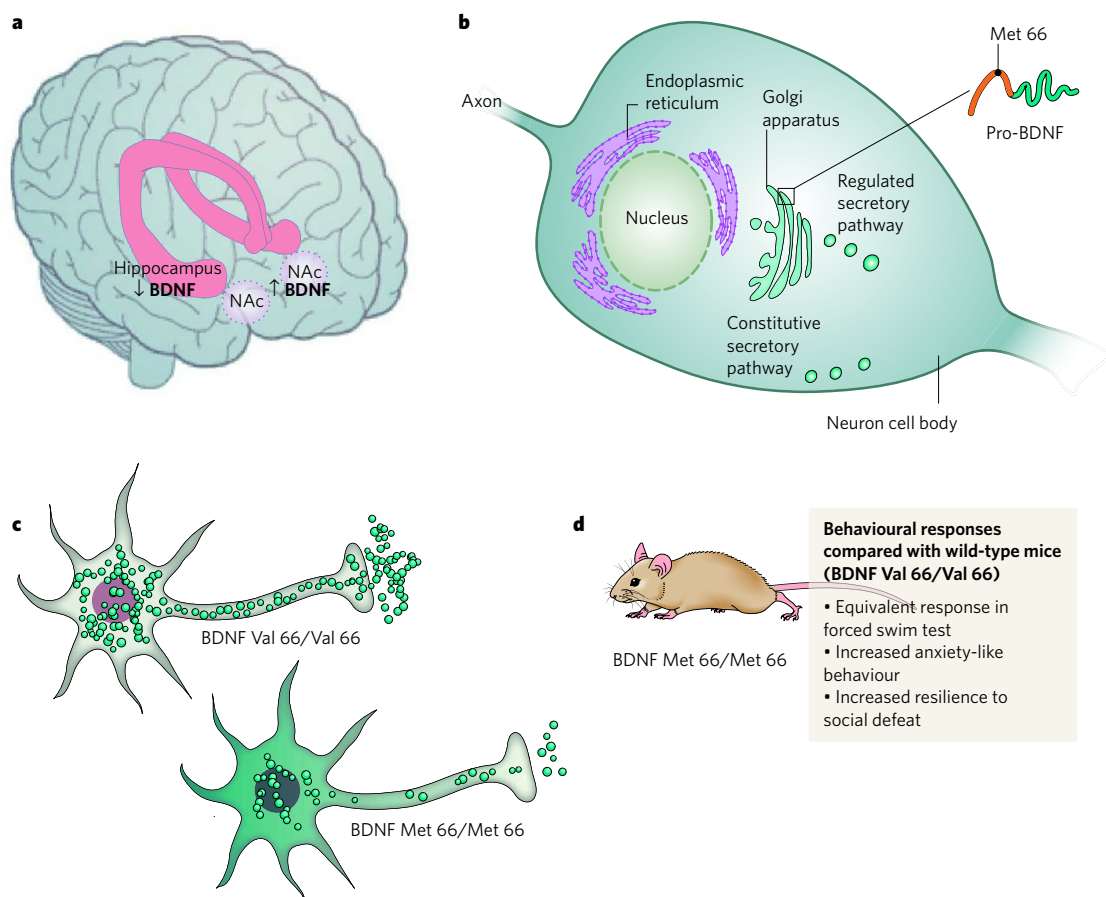 a
Hippocampus
↓ BDNF
NAc
↑ BDNF
NAc
b
Axon
Endoplasmic
reticulum
Golgi
apparatus
Met 66
Pro-BDNF
Nucleus
Regulated
secretory
pathway
Constitutive
secretory
pathway
Neuron cell body
c
BDNF Val 66/Val 66
BDNF Met 66/Met 66
d
BDNF Met 66/Met 66
Behavioural responses
compared with wild-type mice
(BDNF Val 66/Val 66)
• Equivalent response in
forced swim test
• Increased anxiety-like
behaviour
• Increased resilience to
social defeat